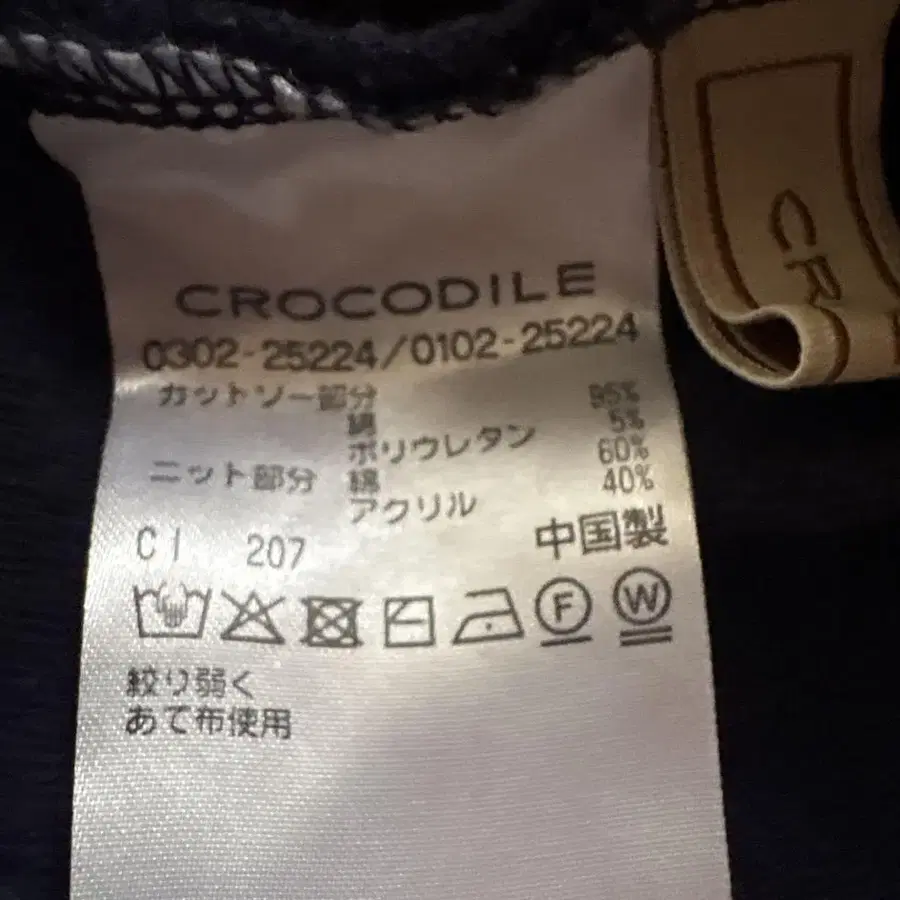 CROCODILE
0302-25224/0102-25224
カットソー部分 95%
綿 5%
ポリウレタン 60%
ニット部分 綿 40%
アクリル
中国製
C I 207
F W
絞り弱く
あて布使用
CR